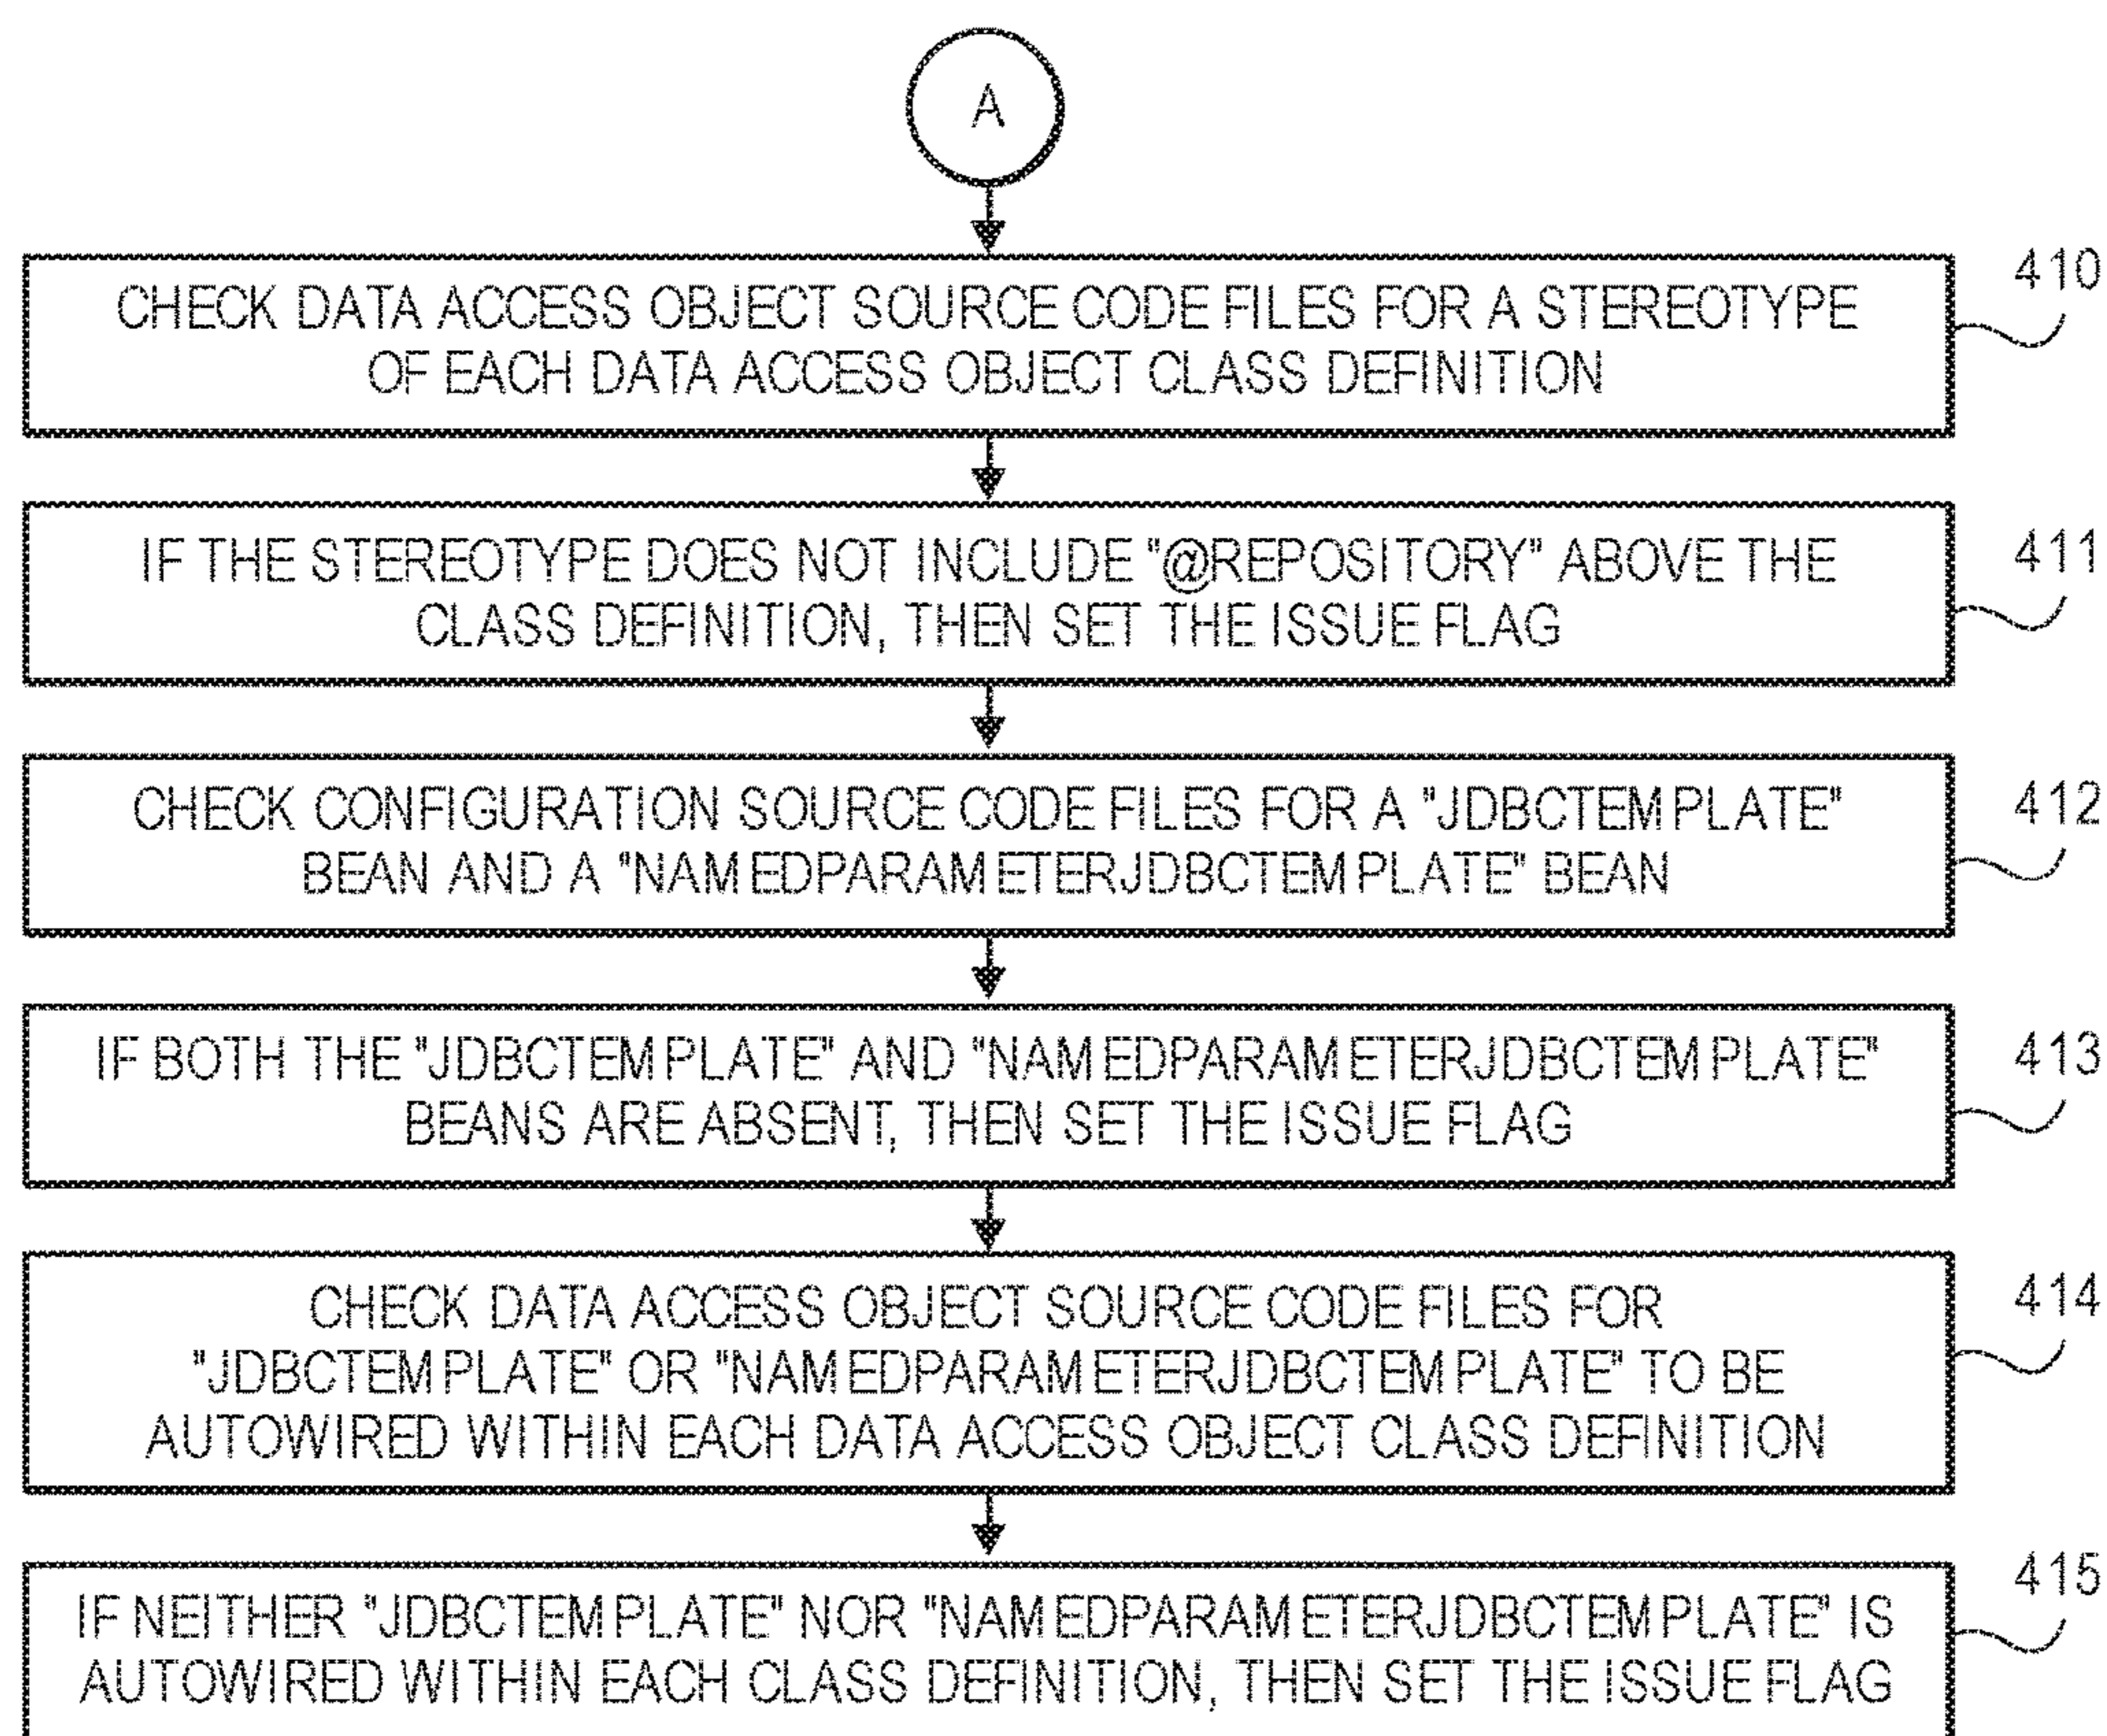 A
410
CHECK DATA ACCESS OBJECT SOURCE CODE FILES FOR A STEREOTYPE
OF EACH DATA ACCESS OBJECT CLASS DEFINITION
411
IF THE STEREOTYPE DOES NOT INCLUDE "@REPOSITORY" ABOVE THE
CLASS DEFINITION, THEN SET THE ISSUE FLAG
412
CHECK CONFIGURATION SOURCE CODE FILES FOR A "JDBCTEMPLATE"
BEAN AND A "NAMEDPARAMETERJDBCTEMPLATE" BEAN
413
IF BOTH THE "JDBCTEMPLATE" AND "NAMEDPARAMETERJDBCTEMPLATE"
BEANS ARE ABSENT, THEN SET THE ISSUE FLAG
414
CHECK DATA ACCESS OBJECT SOURCE CODE FILES FOR
"JDBCTEMPLATE" OR "NAMEDPARAMETERJDBCTEMPLATE" TO BE
AUTOWIRED WITHIN EACH DATA ACCESS OBJECT CLASS DEFINITION
415
IF NEITHER "JDBCTEMPLATE" NOR "NAMEDPARAMETERJDBCTEMPLATE" IS
AUTOWIRED WITHIN EACH CLASS DEFINITION, THEN SET THE ISSUE FLAG